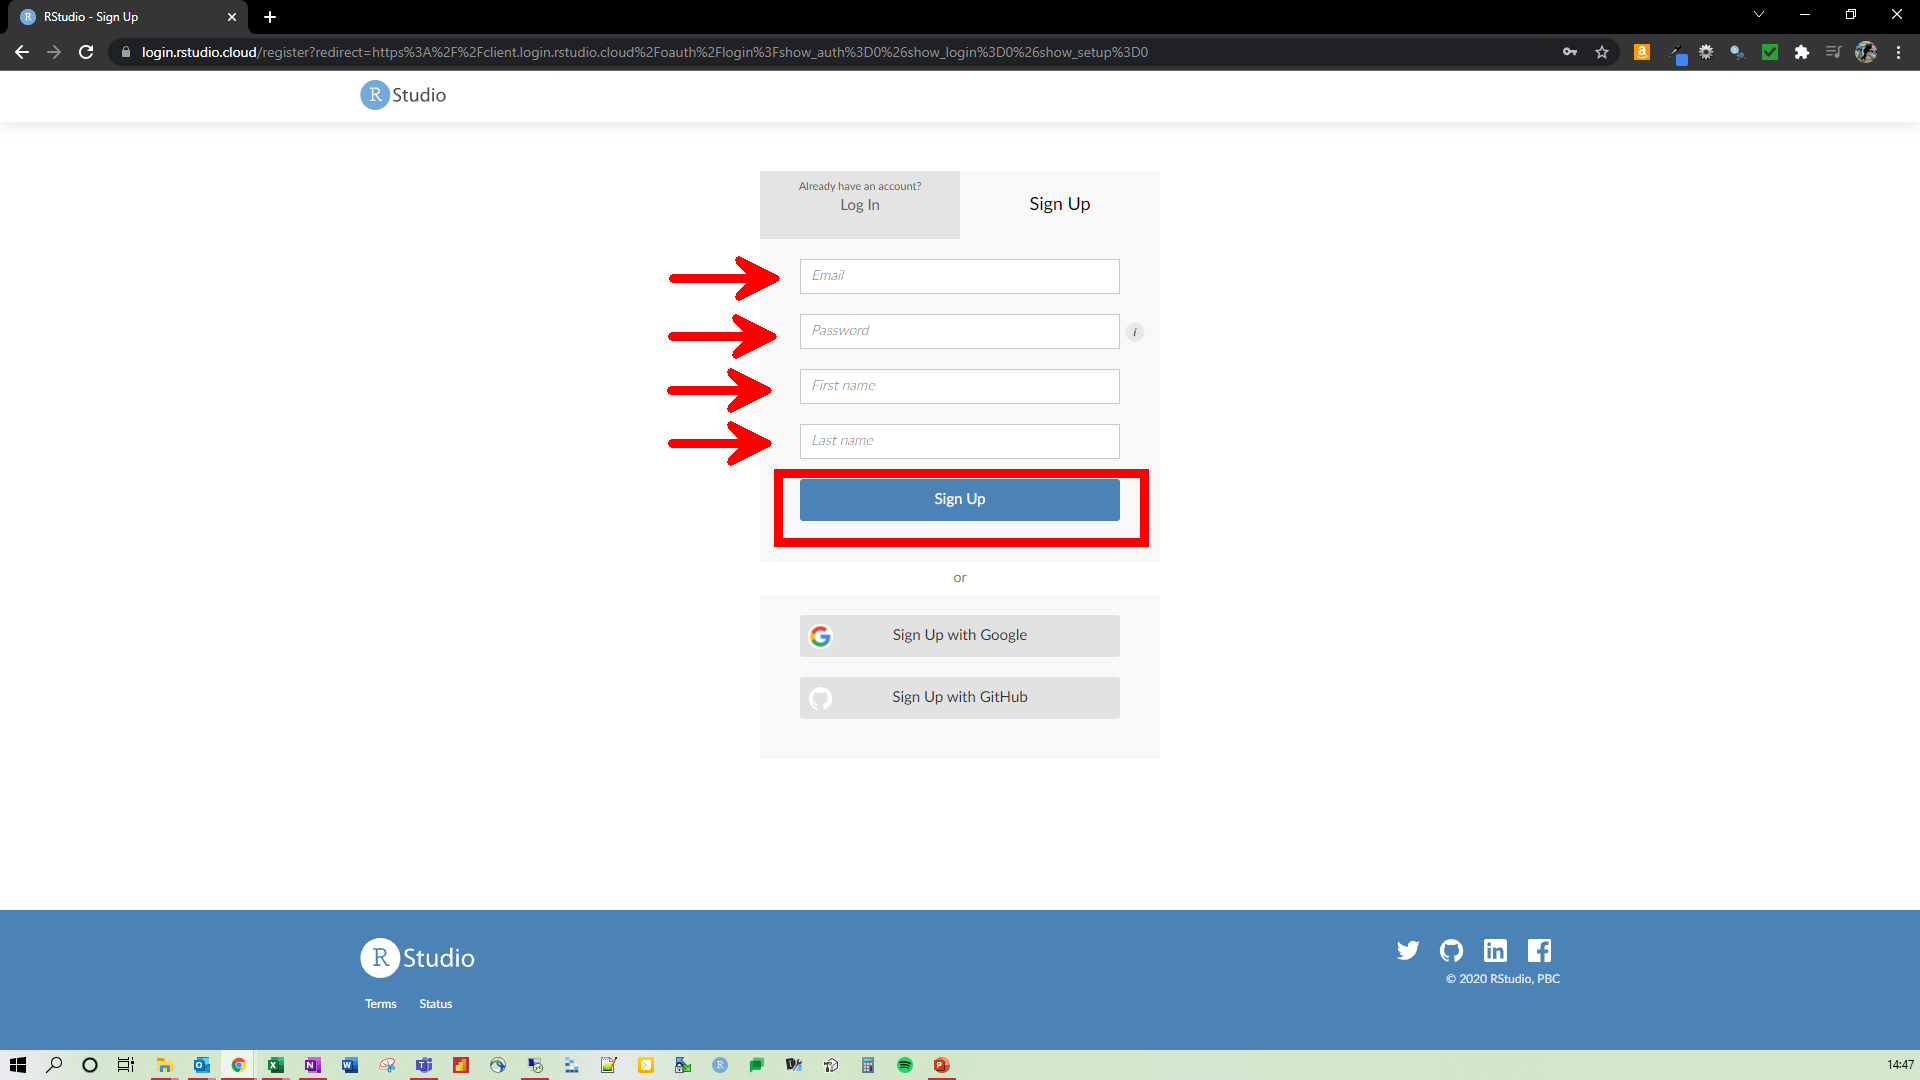 RStudio - Sign Up
login.rstudio.cloud/register?redirect=https%3A%2F%2Fclient.login.rstudio.cloud%2Foauth%2Flogin%3Fshow_auth%3D0%26show_login%3D0%26show_setup%3D0
R Studio
Already have an account?
Log In
Sign Up
Email
Password
i
First name
Last name
Sign Up
or
Sign Up with Google
Sign Up with GitHub
R Studio
© 2020 RStudio, PBC
Terms Status
14:47